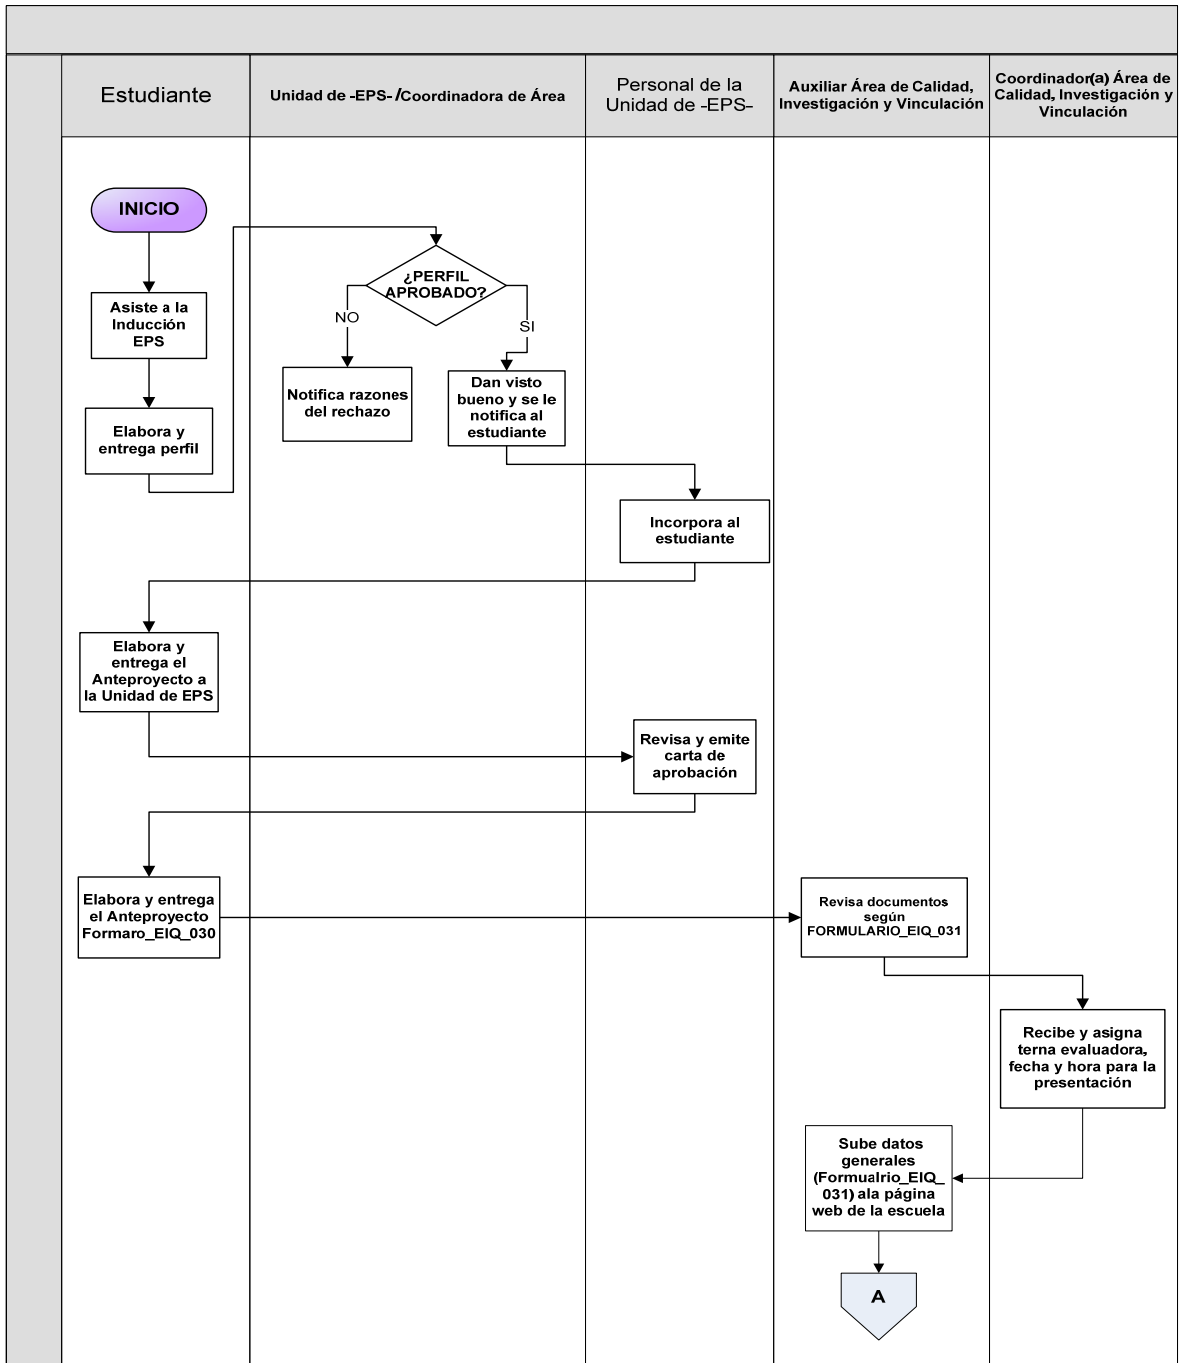 Estudiante
Unidad de -EPS- /Coordinadora de Área
Personal de la
Unidad de -EPS-
Auxiliar Área de Calidad,
Investigación y Vinculación
Coordinador(a) Área de
Calidad, Investigación y
Vinculación
INICIO
¿PERFIL
APROBADO?
NO
SI
Asiste a la
Inducción
EPS
Notifica razones
del rechazo
Dan visto
bueno y se le
notifica al
estudiante
Elabora y
entrega perfil
Incorpora al
estudiante
Elabora y
entrega el
Anteproyecto a
la Unidad de EPS
Revisa y emite
carta de
aprobación
Elabora y entrega
el Anteproyecto
Formaro_EIQ_030
Revisa documentos
según
FORMULARIO_EIQ_031
Recibe y asigna
terna evaluadora,
fecha y hora para la
presentación
Sube datos
generales
(Formualrio_EIQ_
031) ala página
web de la escuela
A